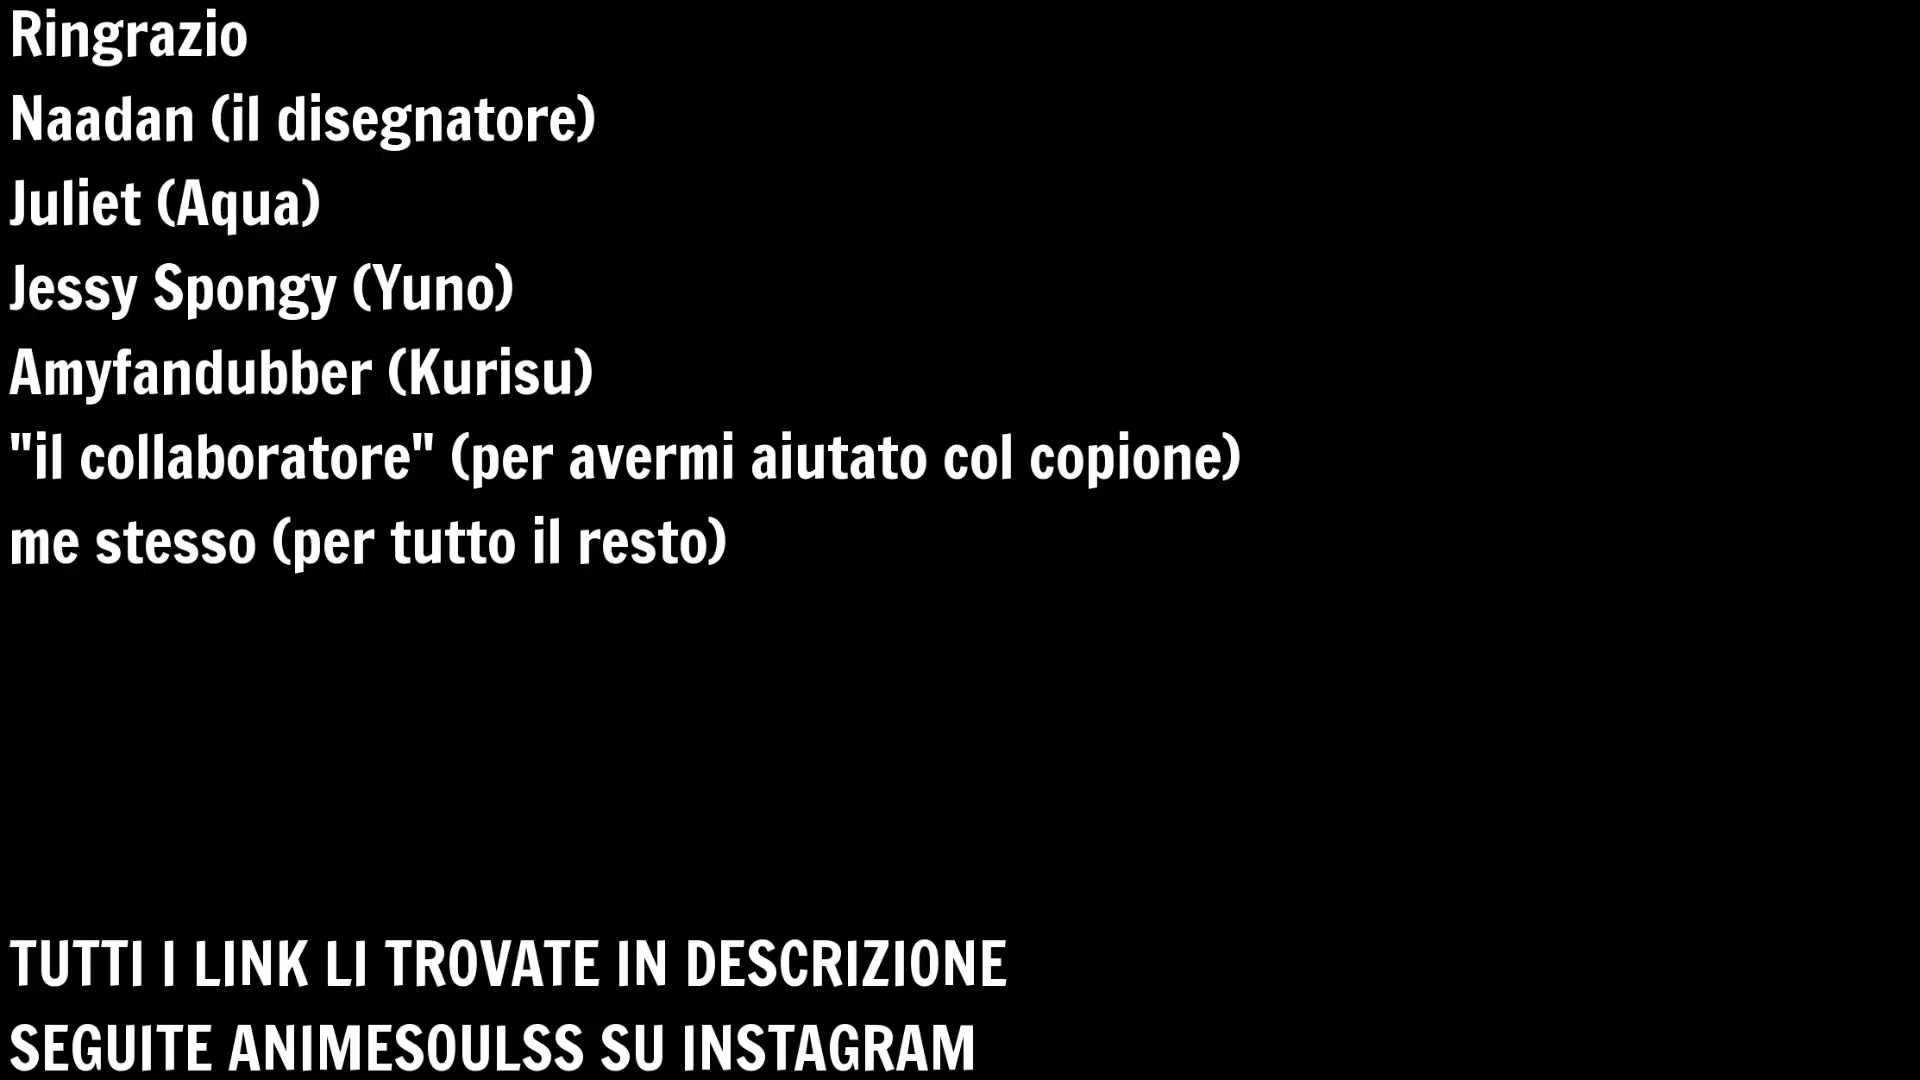 Ringrazio
Naadan (il disegnatore)
Juliet (Aqua)
Jessy Spongy (Yuno)
Amyfandubber (Kurisu)
"il collaboratore" (per avermi aiutato col copione)
me stesso (per tutto il resto)
TUTTI I LINK LI TROVATE IN DESCRIZIONE
SEGUITE ANIMESOULSS SU INSTAGRAM